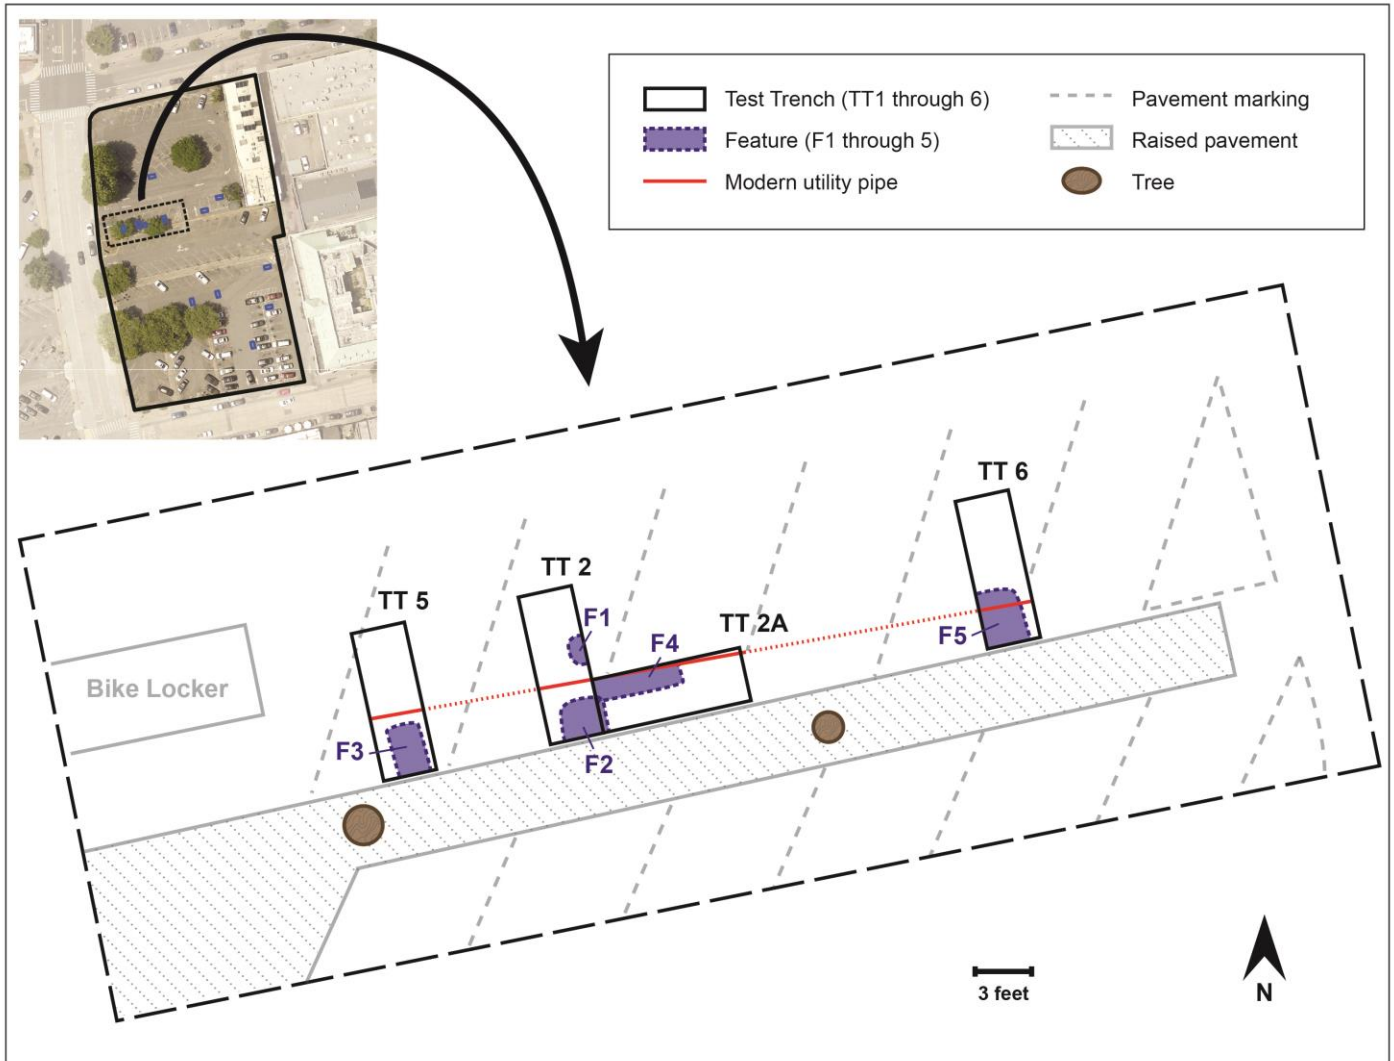 Test Trench (TT1 through 6)
Feature (F1 through 5)
Modern utility pipe
Pavement marking
Raised pavement
Tree
TT 6
TT 2
TT 5
F1
TT 2A
F4
F5
Bike Locker
F3
F2
3 feet
N